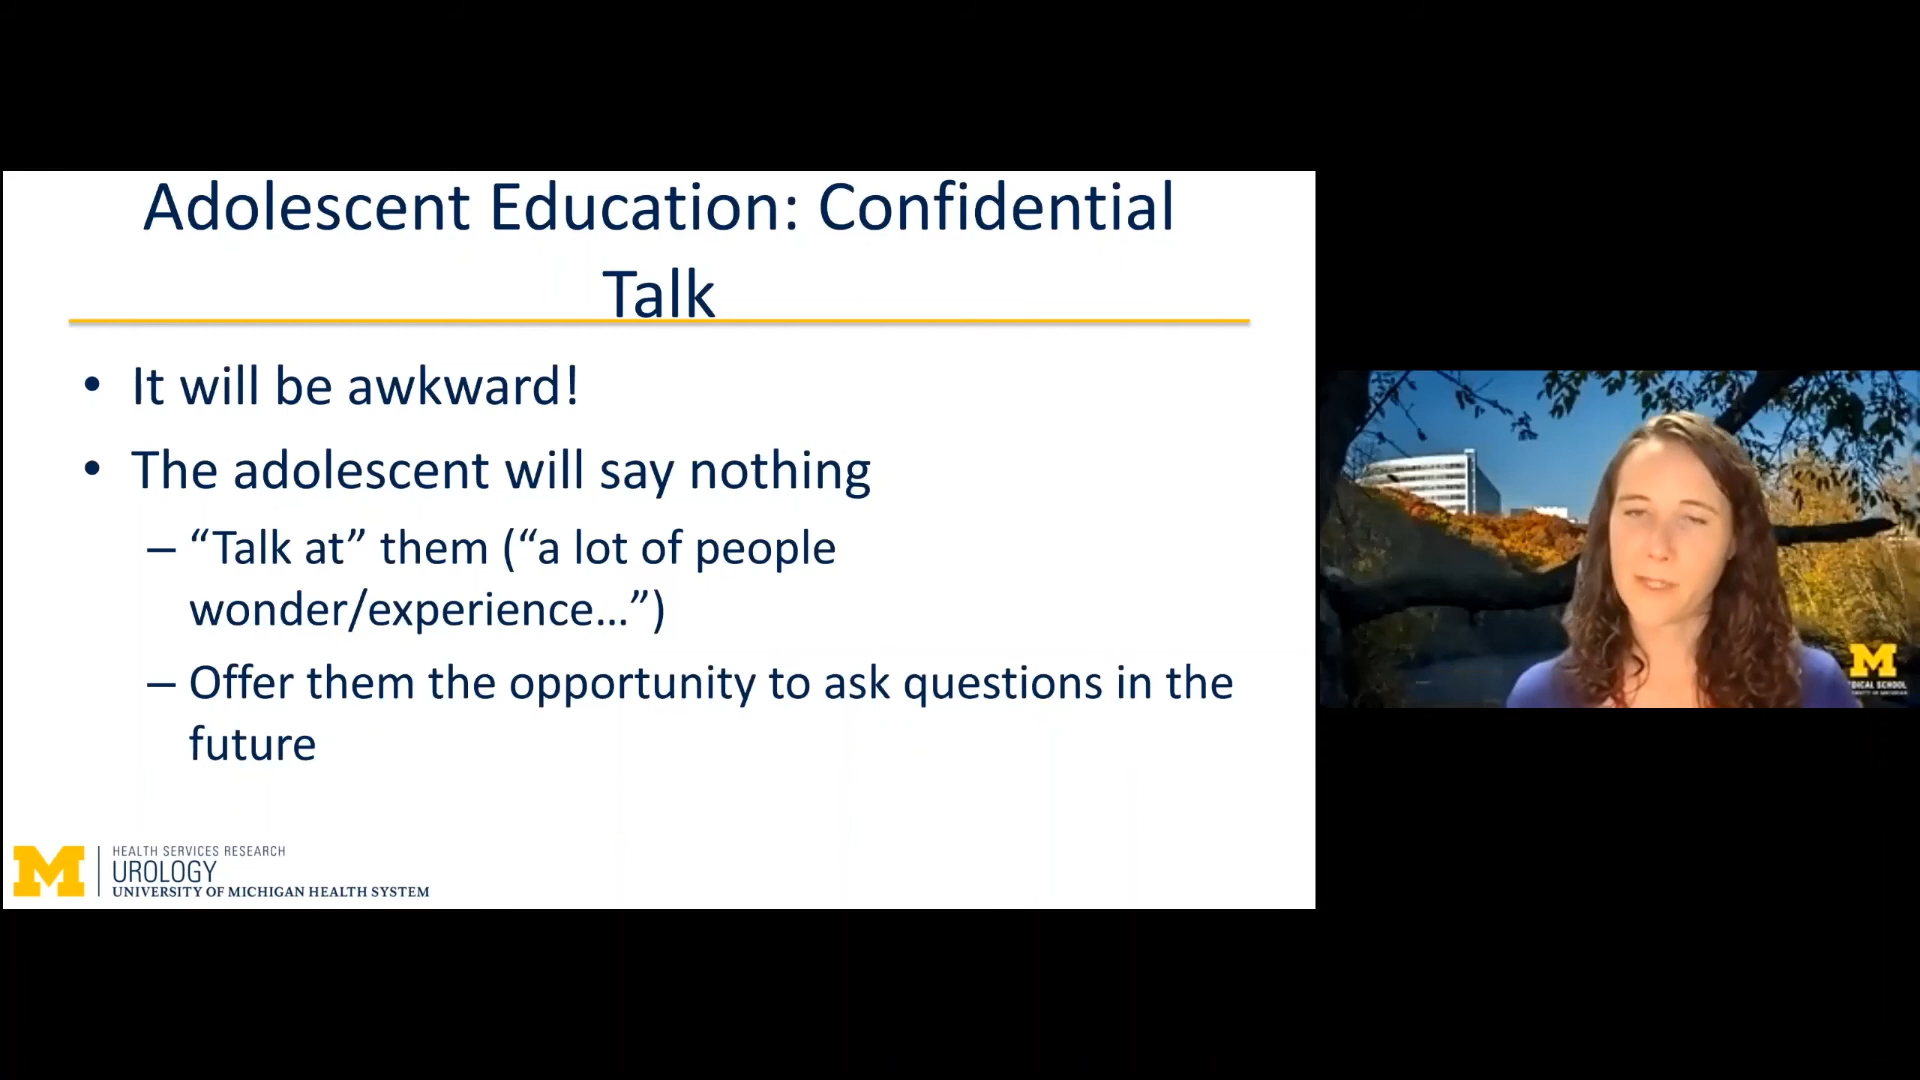 Adolescent Education: Confidential
Talk
• It will be awkward!
• The adolescent will say nothing
– “Talk at” them (“a lot of people
wonder/experience…”)
– Offer them the opportunity to ask questions in the
future
M
HEALTH SERVICES RESEARCH
UROLOGY
UNIVERSITY OF MICHIGAN HEALTH SYSTEM
M
DICAL SCHOOL